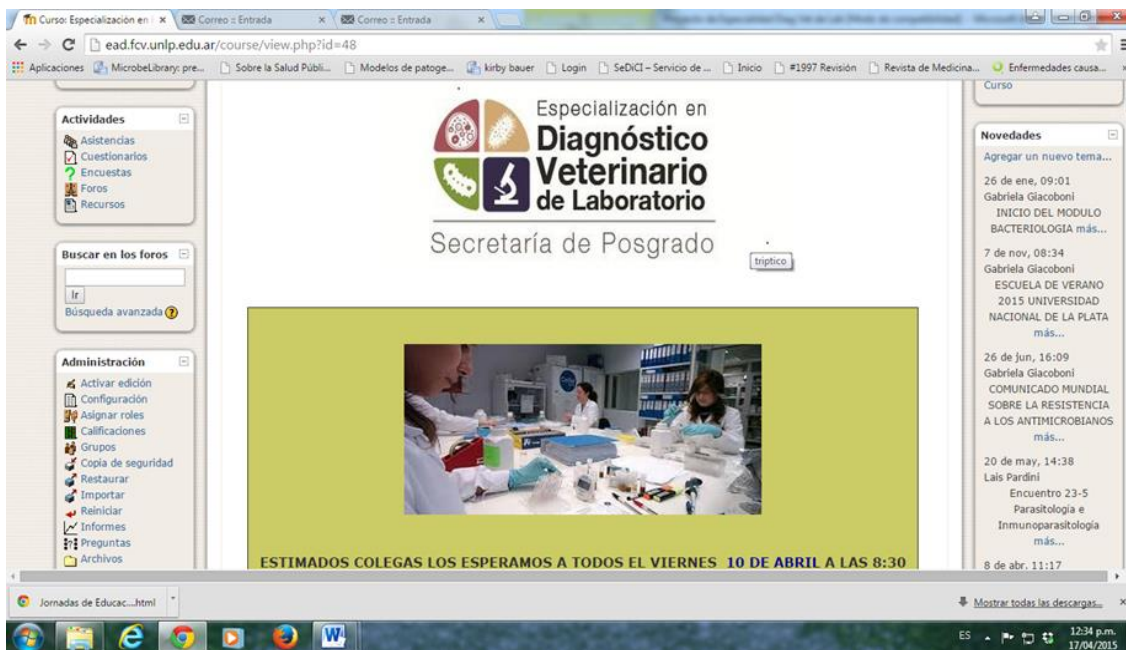 Curso: Especialización en
Correo :: Entrada
Correo :: Entrada
ead.fcv.unlp.edu.ar/course/view.php?id=48
Aplicaciones
MicrobeLibrary: pre...
Sobre la Salud Públi...
Modelos de patoge...
kirby bauer
Login
SeDiCI – Servicio de ...
Inicio
#1997 Revisión
Revista de Medicina...
Enfermedades causa...
Actividades
Asistencias
Cuestionarios
Encuestas
Foros
Recursos
Buscar en los foros
Ir
Búsqueda avanzada
Administración
Activar edición
Configuración
Asignar roles
Calificaciones
Grupos
Copia de seguridad
Restaurar
Importar
Reiniciar
Informes
Preguntas
Archivos
Especialización en
Diagnóstico
Veterinario
de Laboratorio
Secretaría de Posgrado
triptico
ESTIMADOS COLEGAS LOS ESPERAMOS A TODOS EL VIERNES 10 DE ABRIL A LAS 8:30
Curso
Novedades
Agregar un nuevo tema...
26 de ene, 09:01
Gabriela Giacoboni
INICIO DEL MODULO
BACTERIOLOGIA más...
7 de nov, 08:34
Gabriela Giacoboni
ESCUELA DE VERANO
2015 UNIVERSIDAD
NACIONAL DE LA PLATA
más...
26 de jun, 16:09
Gabriela Giacoboni
COMUNICADO MUNDIAL
SOBRE LA RESISTENCIA
A LOS ANTIMICROBIANOS
más...
20 de may, 14:38
Lais Pardini
Encuentro 23-5
Parasitología e
Inmunoparasitología
más...
8 de abr, 11:17
Jornadas de Educac....html
Mostrar todas las descargas...
ES
12:34 p.m.
17/04/2015